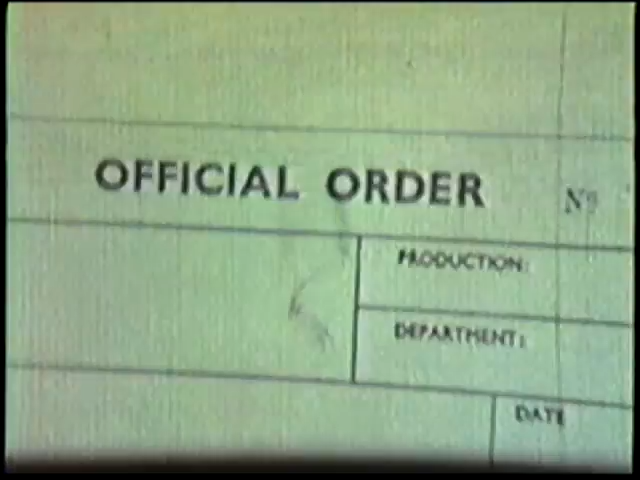 OFFICIAL ORDER Nº
PRODUCTION:
DEPARTMENT:
DATE